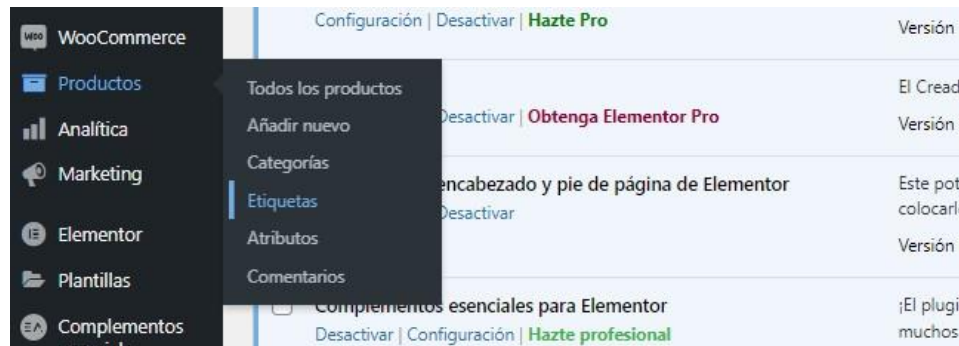 WooCommerce
Productos
Analítica
Marketing
Elementor
Plantillas
Complementos
Todos los productos
Añadir nuevo
Categorías
Etiquetas
Atributos
Comentarios
Configuración | Desactivar | Hazte Pro
Versión
El Cread
Desactivar | Obtenga Elementor Pro
Versión
encabezado y pie de página de Elementor
Este pot
Desactivar
colocarl
Versión
Complementos esenciales para Elementor
¡El plugi
Desactivar | Configuración | Hazte profesional
muchos